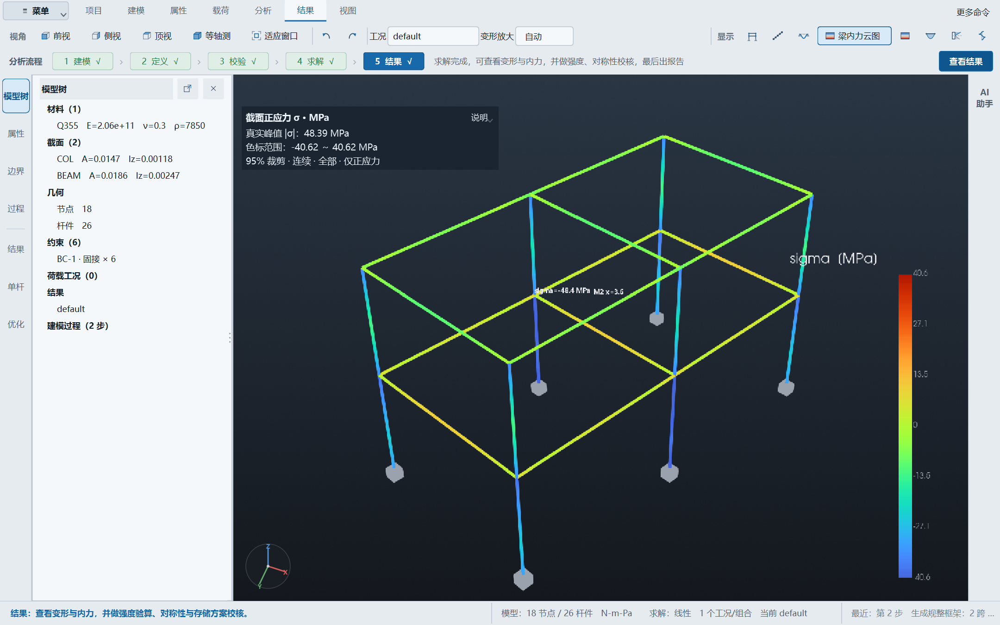 ≡ 菜单 项目 建模 属性 载荷 分析 结果 视图 更多命令
视角 前视 侧视 顶视 等轴测 适应窗口 工况 default 变形放大 自动 显示 梁内力云图
分析流程 1 建模 √ › 2 定义 √ › 3 校验 √ › 4 求解 √ › 5 结果 √ 求解完成，可查看变形与内力，并做强度、对称性校核，最后出报告 查看结果
模型树
属性
边界
过程
结果
单杆
优化
模型树
材料（1）
Q355 E=2.06e+11 ν=0.3 ρ=7850
截面（2）
COL A=0.0147 Iz=0.00118
BEAM A=0.0186 Iz=0.00247
几何
节点 18
杆件 26
约束（6）
BC-1 · 固接 × 6
荷载工况（0）
结果
default
建模过程（2 步）
截面正应力 σ • MPa 说明
真实峰值 |σ|：48.39 MPa
色标范围：-40.62 ~ 40.62 MPa
95% 裁剪 · 连续 · 全部 · 仅正应力
M2 x=3.6
sigma (MPa)
40.6
27.1
13.5
0
-13.5
-27.1
-40.6
Z
X
Y
AI
助手
结果：查看变形与内力，并做强度验算、对称性与存储方案校核。 模型：18 节点 / 26 杆件 N-m-Pa 求解：线性 1 个工况/组合 当前 default 最近：第 2 步 生成规整框架：2 跨 ...